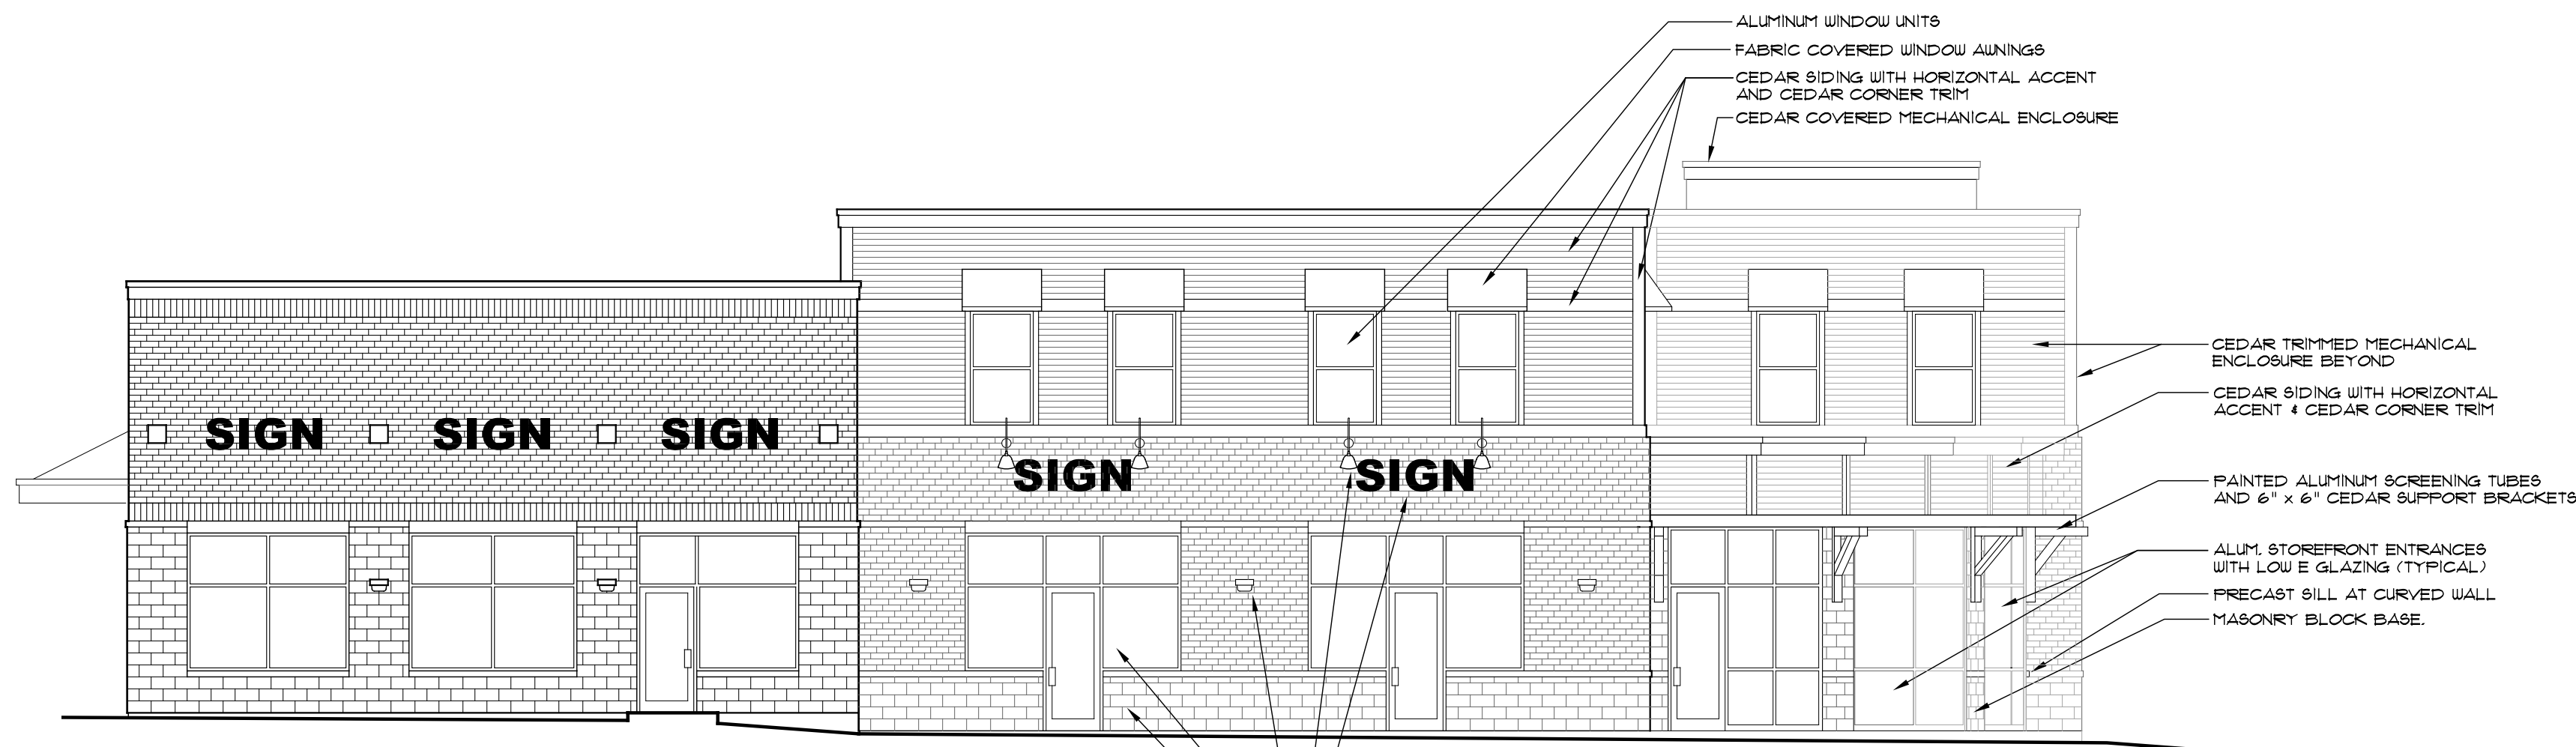 ALUMINUM WINDOW UNITS
FABRIC COVERED WINDOW AWNINGS
CEDAR SIDING WITH HORIZONTAL ACCENT
AND CEDAR CORNER TRIM
CEDAR COVERED MECHANICAL ENCLOSURE
CEDAR TRIMMED MECHANICAL
ENCLOSURE BEYOND
CEDAR SIDING WITH HORIZONTAL
ACCENT & CEDAR CORNER TRIM
SIGN SIGN SIGN
SIGN SIGN
PAINTED ALUMINUM SCREENING TUBES
AND 6" x 6" CEDAR SUPPORT BRACKETS
ALUM. STOREFRONT ENTRANCES
WITH LOW E GLAZING (TYPICAL)
PRECAST SILL AT CURVED WALL
MASONRY BLOCK BASE.